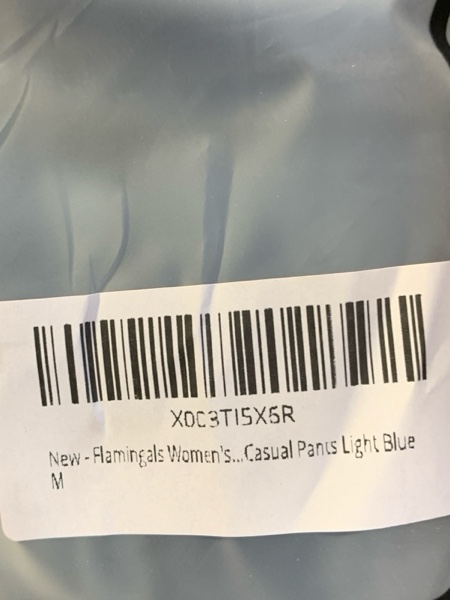 X0C3TI5X6R
New - Flamingals Women's...Casual Pants Light Blue
M